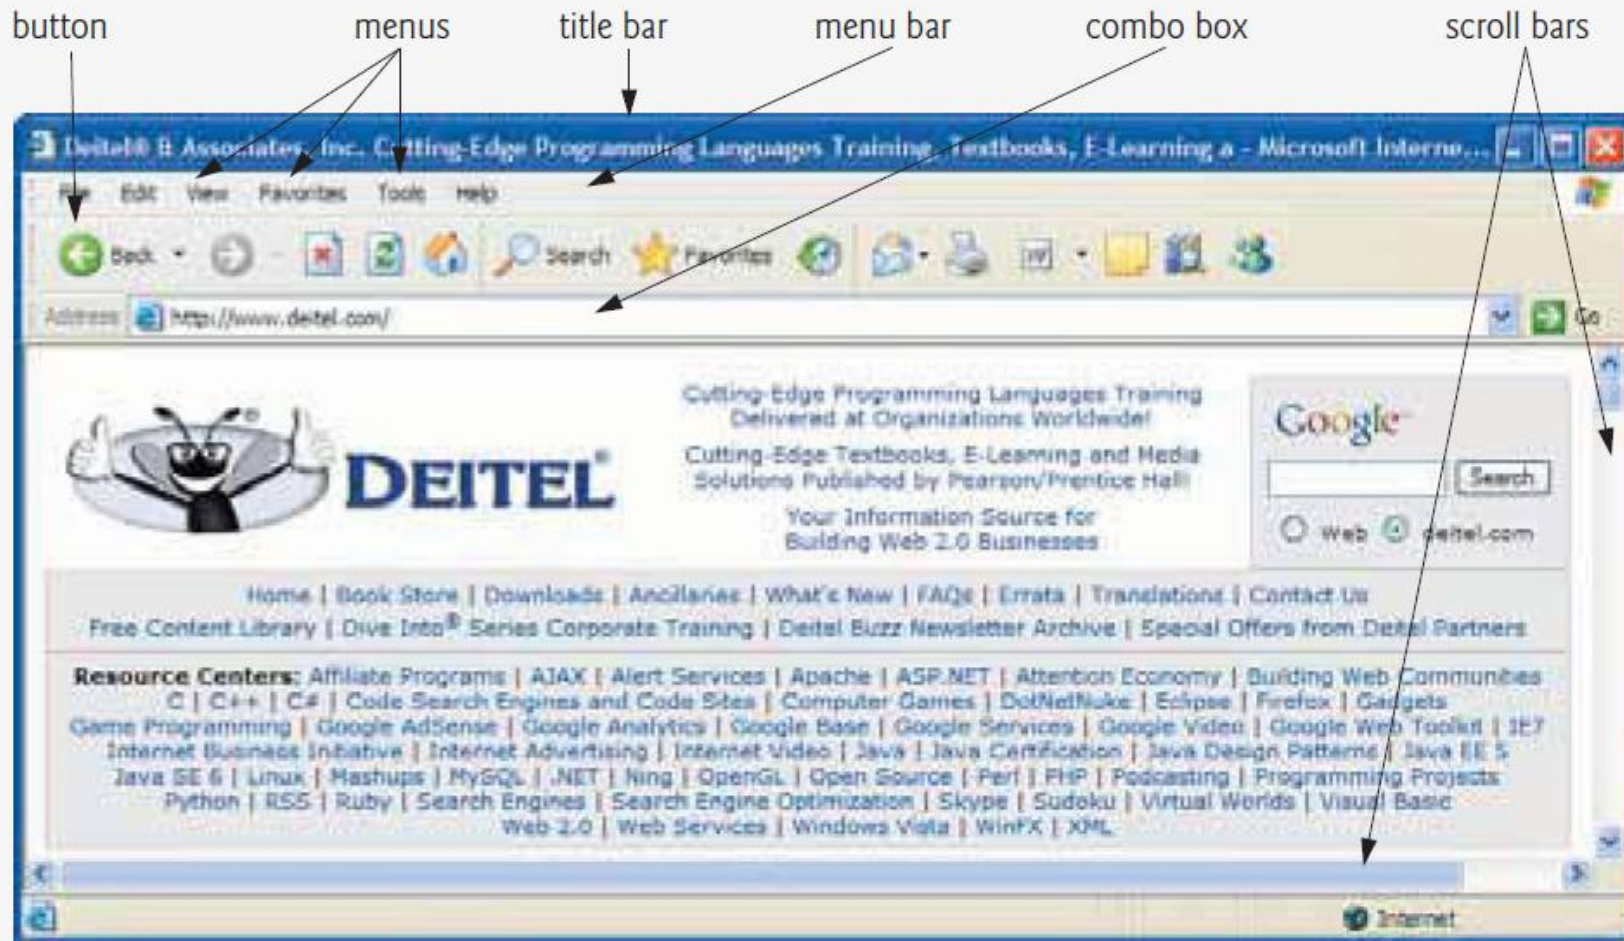 button menus title bar menu bar combo box scroll bars
Deitel® & Associates, Inc. Cutting-Edge Programming Languages Training, Textbooks, E-Learning a - Microsoft Interne...
File Edit View Favorites Tools Help
Back Search Favorites
Address http://www.deitel.com/ Go
DEITEL®
Cutting-Edge Programming Languages Training
Delivered at Organizations Worldwide!
Cutting-Edge Textbooks, E-Learning and Media
Solutions Published by Pearson/Prentice Hall!
Your Information Source for
Building Web 2.0 Businesses
Google™
Search
Web deitel.com
Home | Book Store | Downloads | Ancillaries | What's New | FAQs | Errata | Translations | Contact Us
Free Content Library | Dive Into® Series Corporate Training | Deitel Buzz Newsletter Archive | Special Offers from Deitel Partners
Resource Centers: Affiliate Programs | AJAX | Alert Services | Apache | ASP.NET | Attention Economy | Building Web Communities
C | C++ | C# | Code Search Engines and Code Sites | Computer Games | DotNetNuke | Eclipse | Firefox | Gadgets
Game Programming | Google AdSense | Google Analytics | Google Base | Google Services | Google Video | Google Web Toolkit | IE7
Internet Business Initiative | Internet Advertising | Internet Video | Java | Java Certification | Java Design Patterns | Java EE 5
Java SE 6 | Linux | Mashups | MySQL | .NET | Ning | OpenGL | Open Source | Perl | PHP | Podcasting | Programming Projects
Python | RSS | Ruby | Search Engines | Search Engine Optimization | Skype | Sudoku | Virtual Worlds | Visual Basic
Web 2.0 | Web Services | Windows Vista | WinFX | XML
Internet